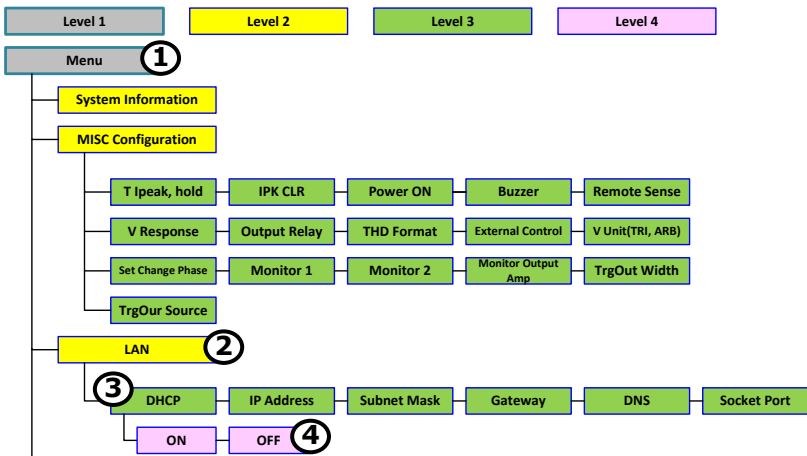 Level 1 Level 2 Level 3 Level 4
Menu 1
System Information
MISC Configuration
T Ipeak, hold IPK CLR Power ON Buzzer Remote Sense
V Response Output Relay THD Format External Control V Unit(TRI, ARB)
Set Change Phase Monitor 1 Monitor 2 Monitor Output Amp TrgOut Width
TrgOur Source
LAN 2
3 DHCP IP Address Subnet Mask Gateway DNS Socket Port
ON OFF 4